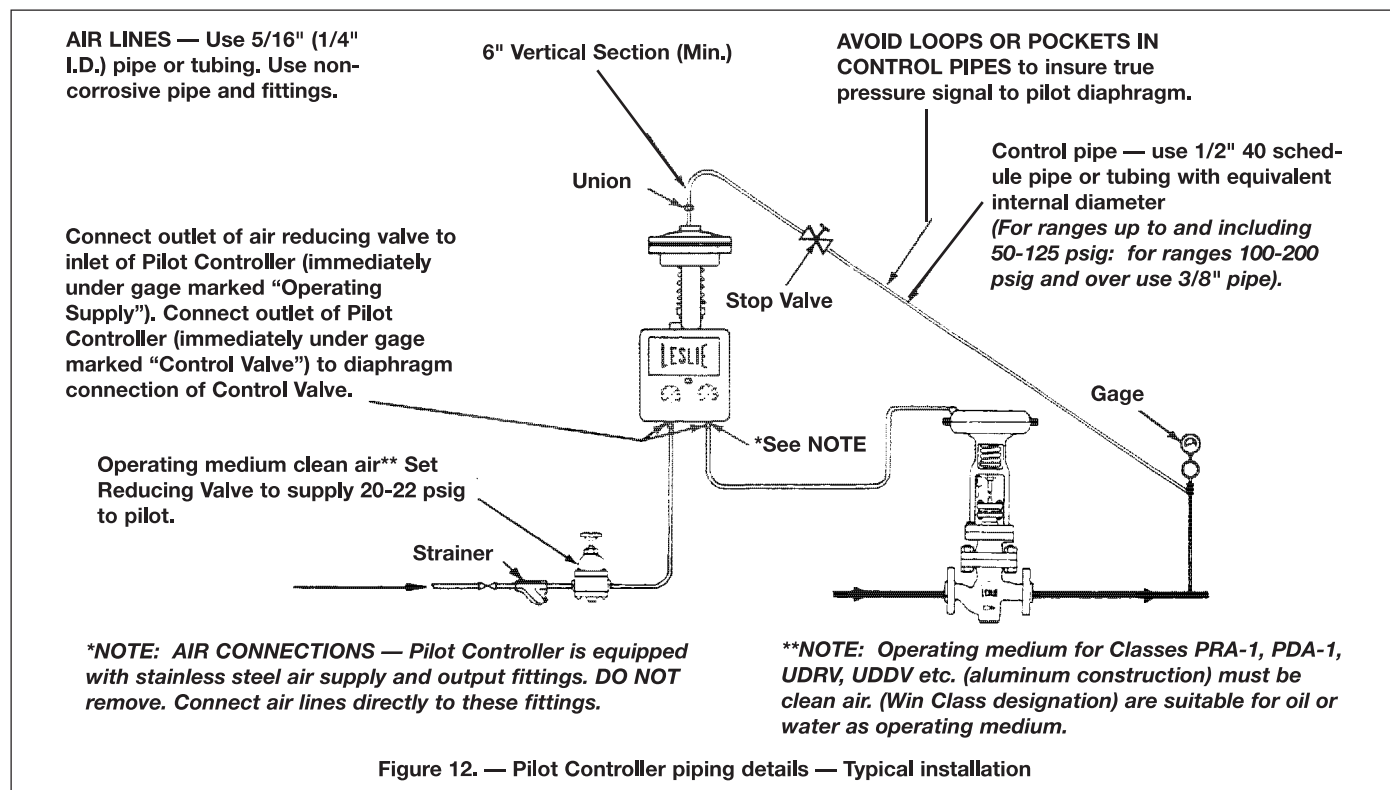 AIR LINES — Use 5/16" (1/4"
I.D.) pipe or tubing. Use non-
corrosive pipe and fittings.
6" Vertical Section (Min.)
AVOID LOOPS OR POCKETS IN
CONTROL PIPES to insure true
pressure signal to pilot diaphragm.
Control pipe — use 1/2" 40 sched-
ule pipe or tubing with equivalent
internal diameter
(For ranges up to and including
50-125 psig: for ranges 100-200
psig and over use 3/8" pipe).
Union
Connect outlet of air reducing valve to
inlet of Pilot Controller (immediately
under gage marked “Operating
Supply”). Connect outlet of Pilot
Controller (immediately under gage
marked “Control Valve”) to diaphragm
connection of Control Valve.
Stop Valve
LESLIE
Gage
*See NOTE
Operating medium clean air** Set
Reducing Valve to supply 20-22 psig
to pilot.
Strainer
*NOTE: AIR CONNECTIONS — Pilot Controller is equipped
with stainless steel air supply and output fittings. DO NOT
remove. Connect air lines directly to these fittings.
**NOTE: Operating medium for Classes PRA-1, PDA-1,
UDRV, UDDV etc. (aluminum construction) must be
clean air. (Win Class designation) are suitable for oil or
water as operating medium.
Figure 12. — Pilot Controller piping details — Typical installation